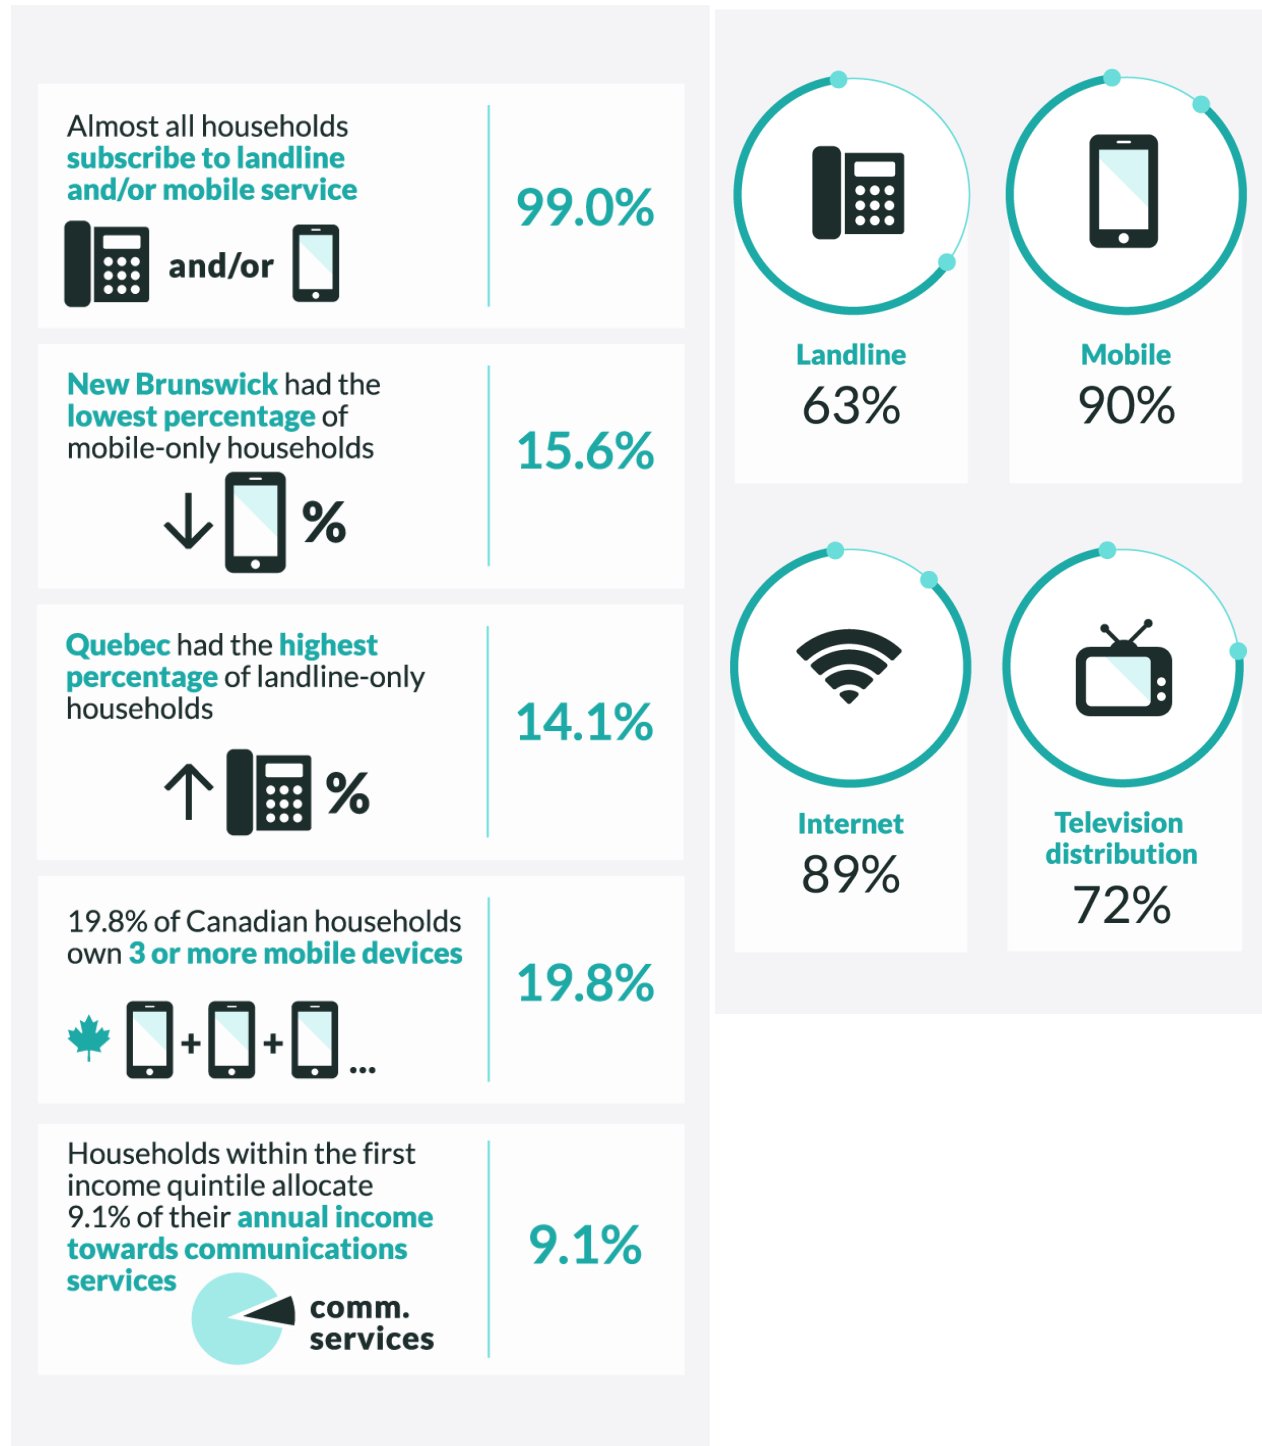 Almost all households
subscribe to landline
and/or mobile service
and/or
99.0%
New Brunswick had the
lowest percentage of
mobile-only households
%
15.6%
Quebec had the highest
percentage of landline-only
households
%
14.1%
19.8% of Canadian households
own 3 or more mobile devices
+ + ...
19.8%
Households within the first
income quintile allocate
9.1% of their annual income
towards communications
services
comm.
services
9.1%
Landline
63%
Mobile
90%
Internet
89%
Television
distribution
72%